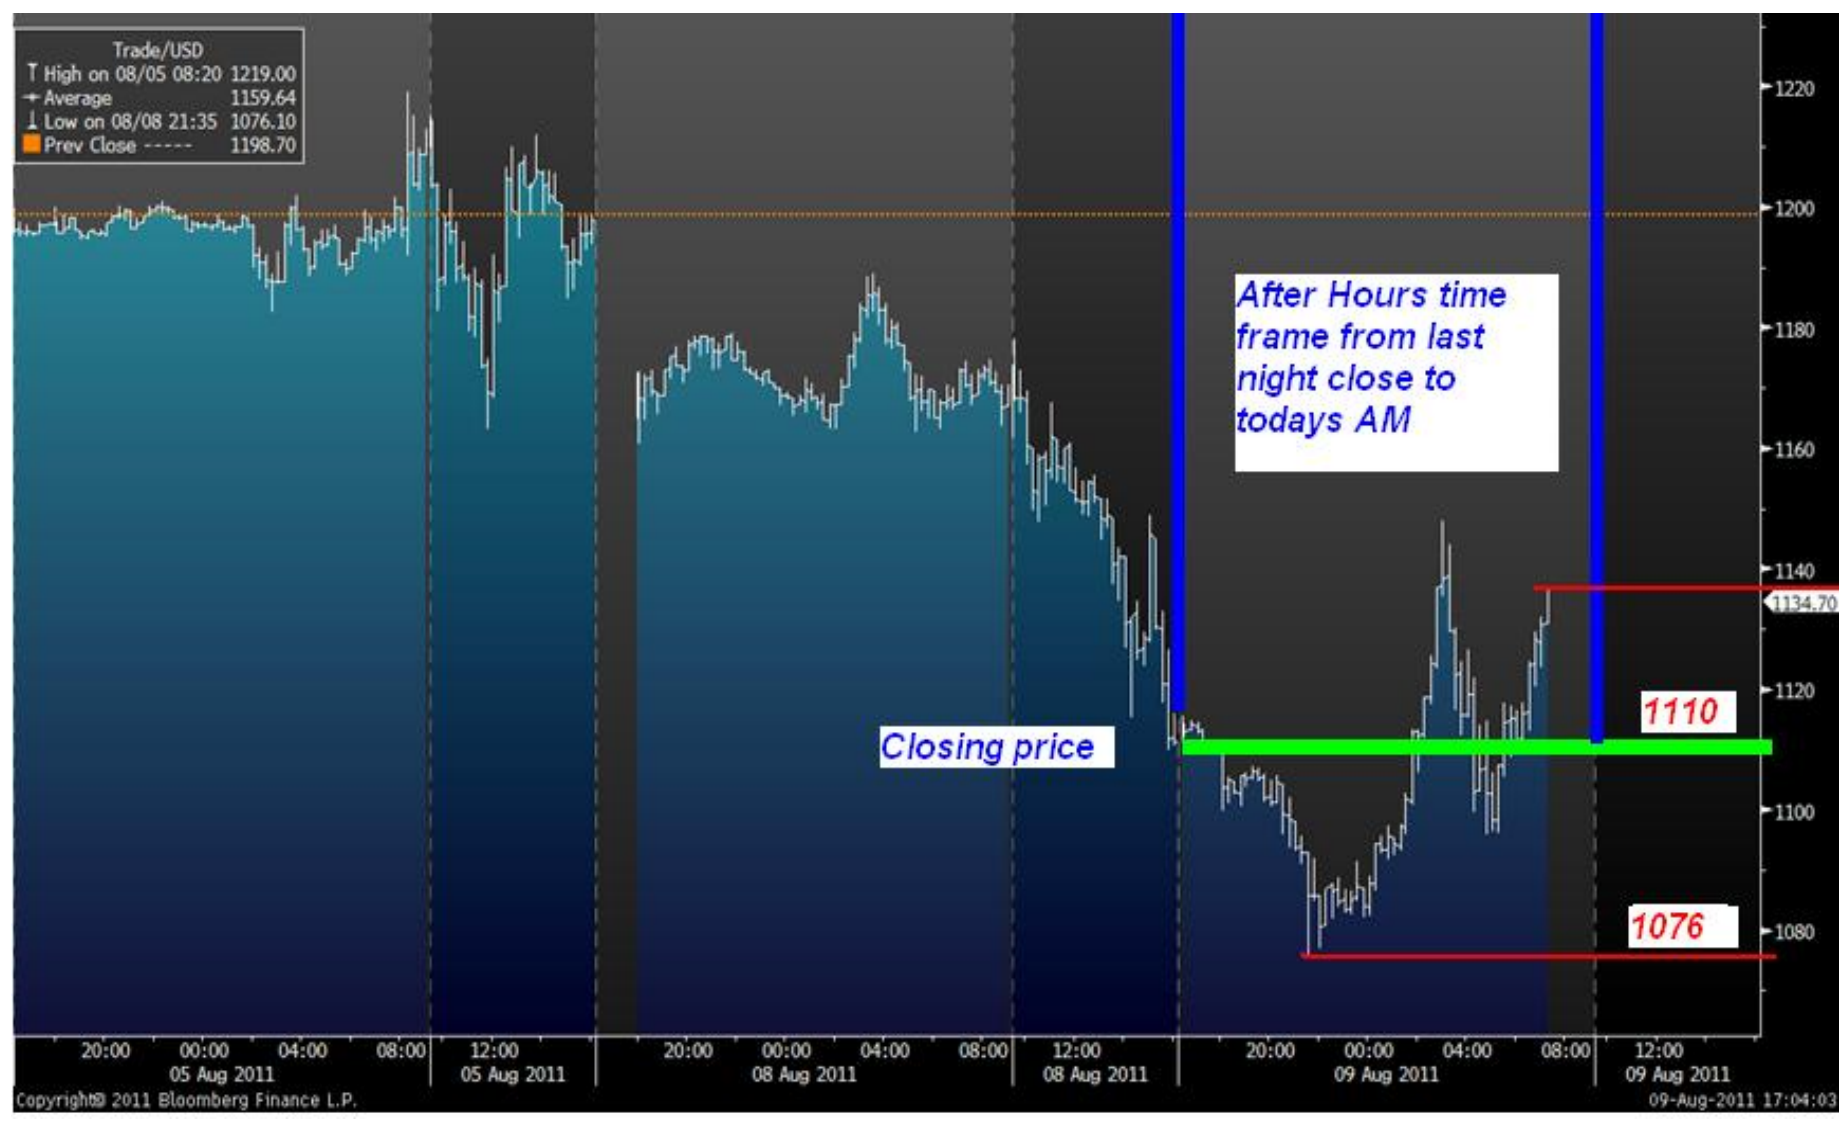 Trade/USD
High on 08/05 08:20 1219.00
Average 1159.64
Low on 08/08 21:35 1076.10
Prev Close ----- 1198.70
After Hours time
frame from last
night close to
todays AM
Closing price
1110
1076
1220
1200
1180
1160
1140
1134.70
1120
1100
1080
20:00 00:00 04:00 08:00 12:00 20:00 00:00 04:00 08:00 12:00 20:00 00:00 04:00 08:00 12:00
05 Aug 2011 05 Aug 2011 08 Aug 2011 08 Aug 2011 09 Aug 2011 09 Aug 2011
Copyright© 2011 Bloomberg Finance L.P. 09-Aug-2011 17:04:03